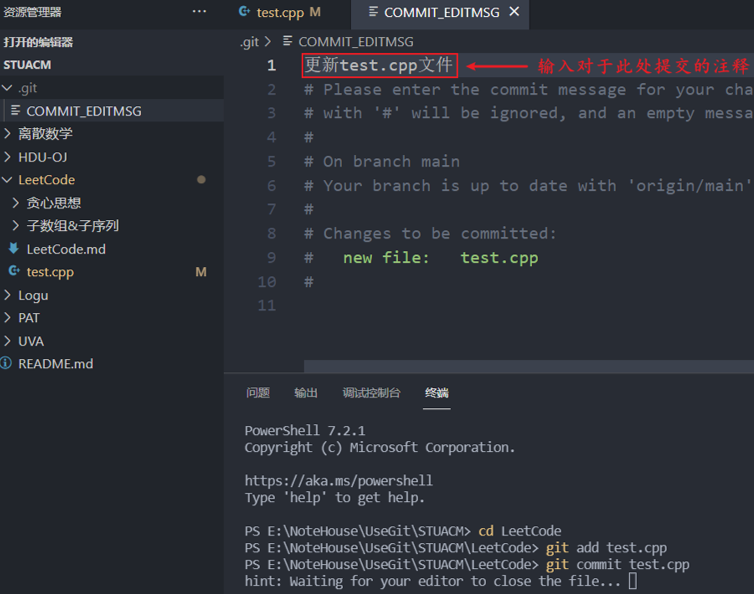 资源管理器 ···
test.cpp M
COMMIT_EDITMSG ×
打开的编辑器
.git > COMMIT_EDITMSG
STUACM
.git
COMMIT_EDITMSG
离散数学
HDU-OJ
LeetCode
贪心思想
子数组&子序列
LeetCode.md
test.cpp M
Logu
PAT
UVA
README.md
1 更新test.cpp文件 输入对于此处提交的注释
2 # Please enter the commit message for your cha
3 # with '#' will be ignored, and an empty messa
4 #
5 # On branch main
6 # Your branch is up to date with 'origin/main'
7 #
8 # Changes to be committed:
9 # new file: test.cpp
10 #
11
问题 输出 调试控制台 终端
PowerShell 7.2.1
Copyright (c) Microsoft Corporation.
https://aka.ms/powershell
Type 'help' to get help.
PS E:\NoteHouse\UseGit\STUACM> cd LeetCode
PS E:\NoteHouse\UseGit\STUACM\LeetCode> git add test.cpp
PS E:\NoteHouse\UseGit\STUACM\LeetCode> git commit test.cpp
hint: Waiting for your editor to close the file...